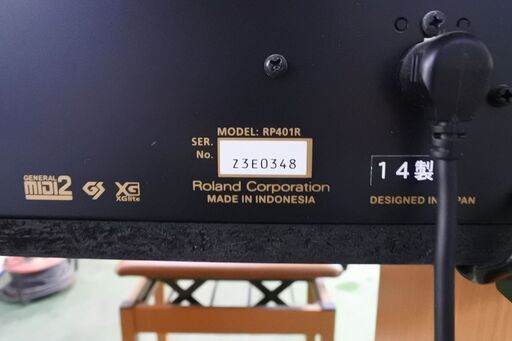 MODEL: RP401R
SER.
No.
Z3E0348
14製
GENERAL
MIDI2
GS
XG
XGlite
Roland Corporation
MADE IN INDONESIA
DESIGNED IN PAN